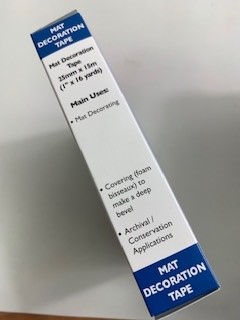 MAT
DECORATION
TAPE
Mat Decoration
Tape
25mm x 15m
(1" x 16 yards)
Main Uses:
• Mat Decorating
• Covering (foam
bisseaux) to
make a deep
bevel
• Archival /
Conservation
Applications
MAT
DECORATION
TAPE